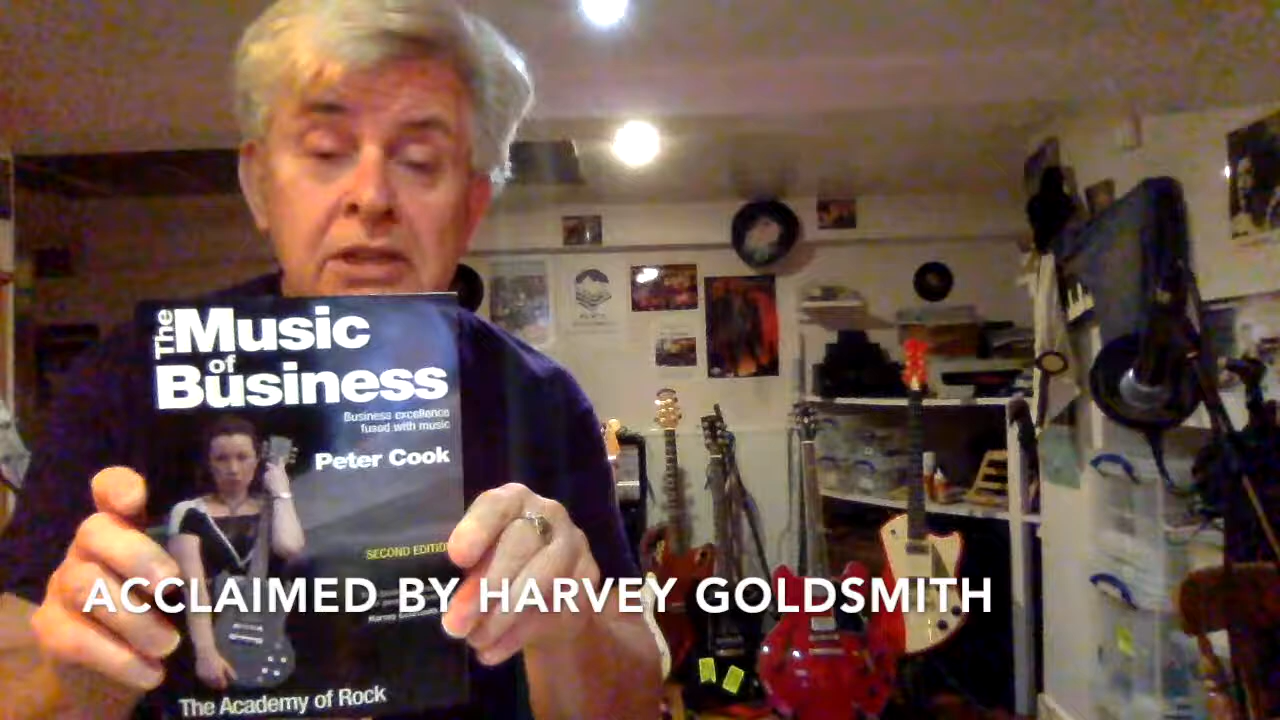 The Music
of
Business
Business excellence
fused with music
Peter Cook
SECOND EDITION
ACCLAIMED BY HARVEY GOLDSMITH
The Academy of Rock